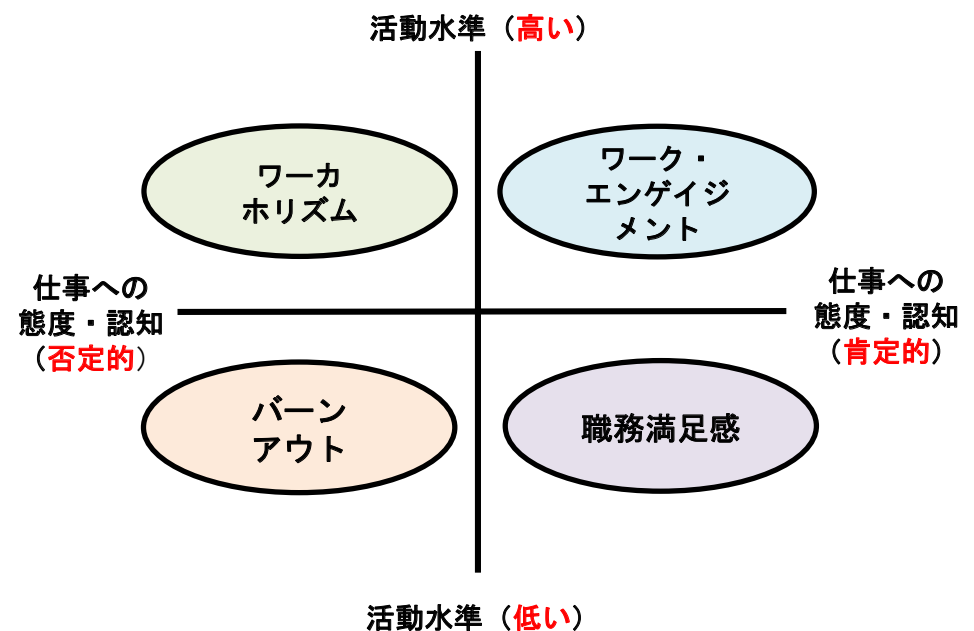 活動水準（高い）
ワーカ
ホリズム
ワーク・
エンゲイジ
メント
仕事への
態度・認知
（否定的）
仕事への
態度・認知
（肯定的）
バーン
アウト
職務満足感
活動水準（低い）